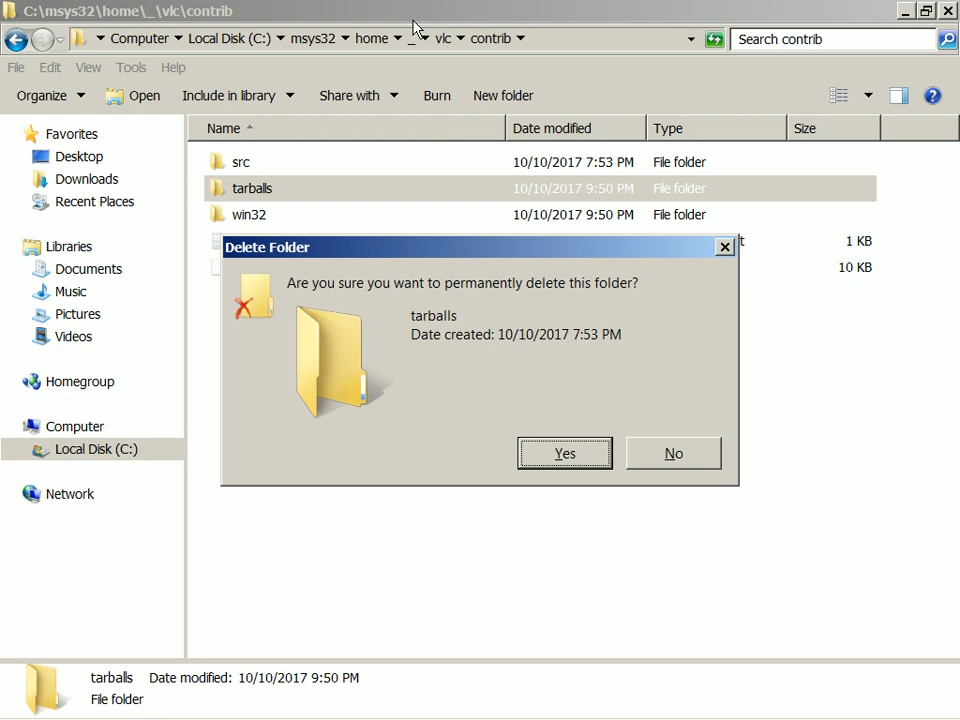 C:\msys32\home\_\vlc\contrib
Computer Local Disk (C:) msys32 home _ vlc contrib
Search contrib
File Edit View Tools Help
Organize Open Include in library Share with Burn New folder
Favorites
Desktop
Downloads
Recent Places
Libraries
Documents
Music
Pictures
Videos
Homegroup
Computer
Local Disk (C:)
Network
Name Date modified Type Size
src 10/10/2017 7:53 PM File folder
tarballs 10/10/2017 9:50 PM File folder
win32 10/10/2017 9:50 PM File folder
1 KB
10 KB
Delete Folder
Are you sure you want to permanently delete this folder?
tarballs
Date created: 10/10/2017 7:53 PM
Yes No
tarballs Date modified: 10/10/2017 9:50 PM
File folder